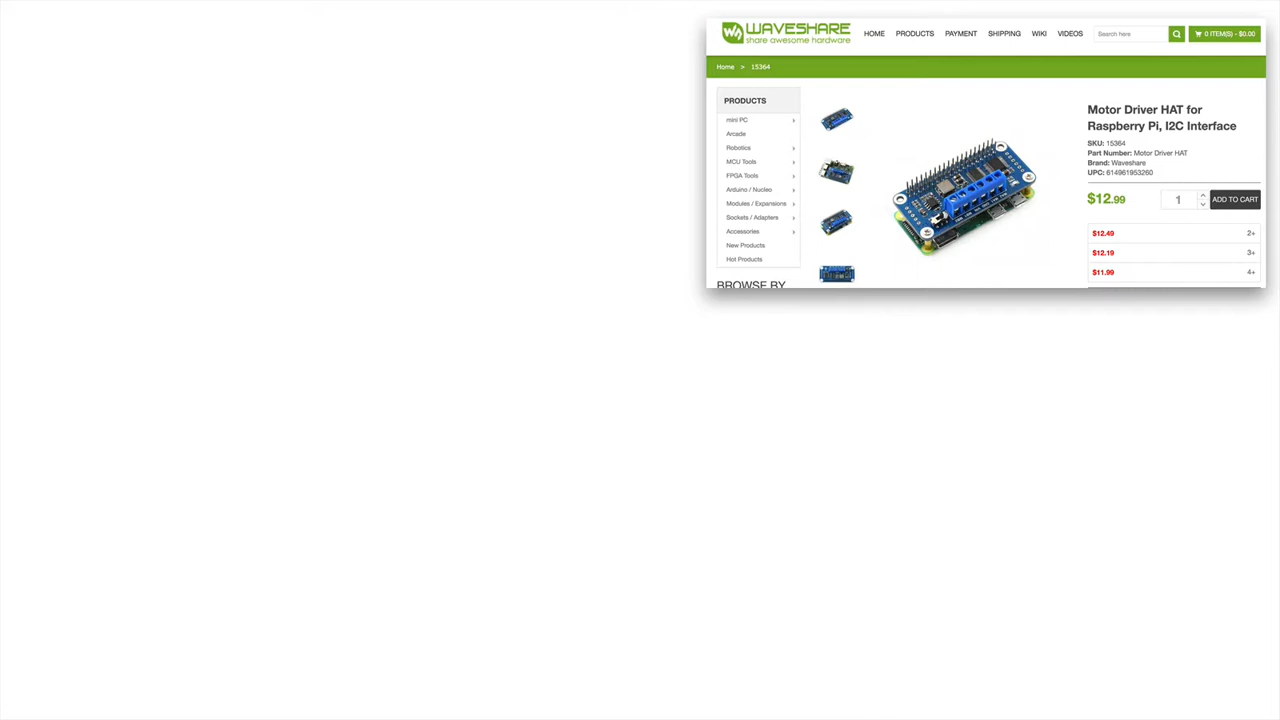 WAVESHARE
share awesome hardware
HOME PRODUCTS PAYMENT SHIPPING WIKI VIDEOS
Search here
0 ITEM(S) - $0.00
Home > 15364
PRODUCTS
mini PC
Arcade
Robotics
MCU Tools
FPGA Tools
Arduino / Nucleo
Modules / Expansions
Sockets / Adapters
Accessories
New Products
Hot Products
BROWSE BY
Motor Driver HAT for
Raspberry Pi, I2C Interface
SKU: 15364
Part Number: Motor Driver HAT
Brand: Waveshare
UPC: 614961953260
$12.99 1 ADD TO CART
$12.49 2+
$12.19 3+
$11.99 4+